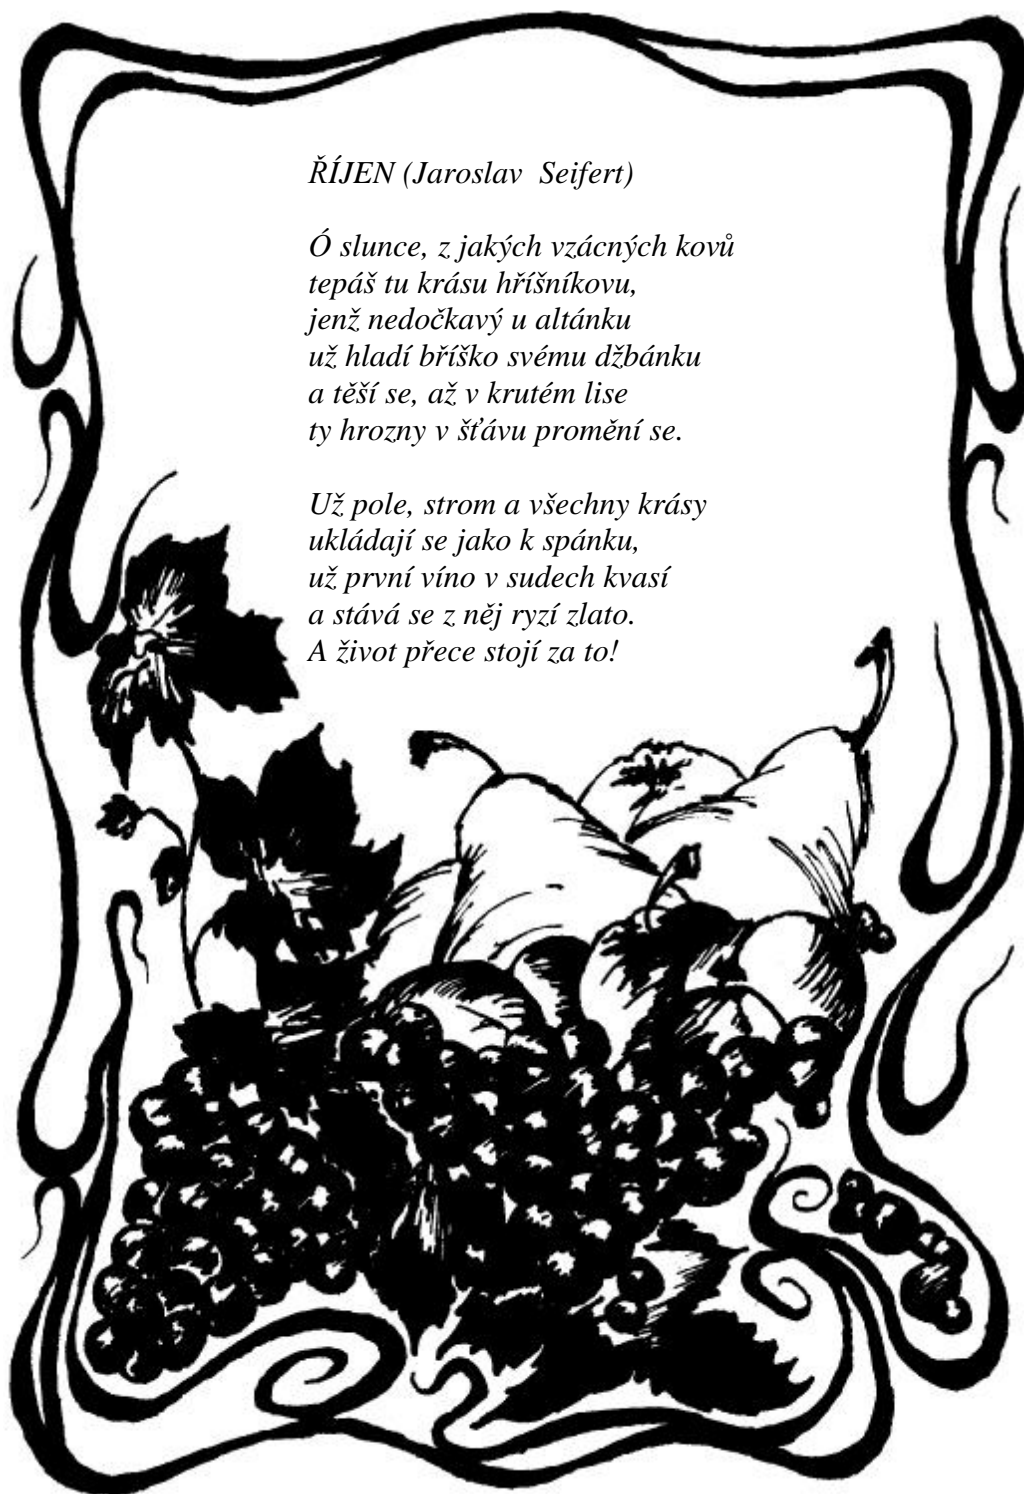 ŘÍJEN (Jaroslav Seifert)
Ó slunce, z jakých vzácných kovů
tepáš tu krásu hříšníkovu,
jenž nedočkavý u altánku
už hladí bříško svému džbánku
a těší se, až v krutém lise
ty hrozny v šťávu promění se.
Už pole, strom a všechny krásy
ukládají se jako k spánku,
už první víno v sudech kvasí
a stává se z něj ryzí zlato.
A život přece stojí za to!